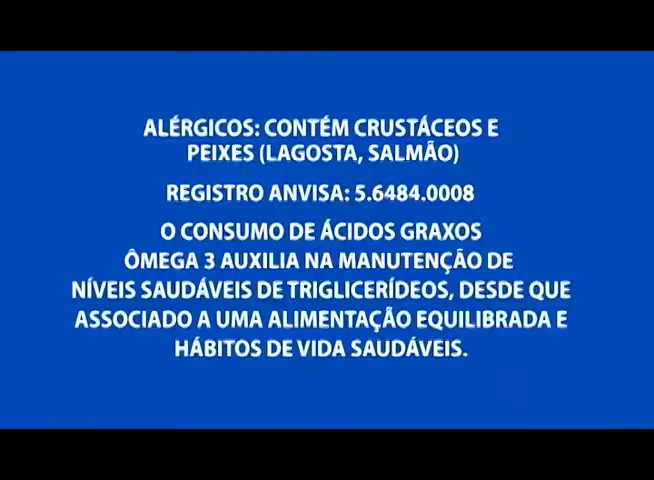 ALÉRGICOS: CONTÉM CRUSTÁCEOS E
PEIXES (LAGOSTA, SALMÃO)
REGISTRO ANVISA: 5.6484.0008
O CONSUMO DE ÁCIDOS GRAXOS
ÔMEGA 3 AUXILIA NA MANUTENÇÃO DE
NÍVEIS SAUDÁVEIS DE TRIGLICERÍDEOS, DESDE QUE
ASSOCIADO A UMA ALIMENTAÇÃO EQUILIBRADA E
HÁBITOS DE VIDA SAUDÁVEIS.